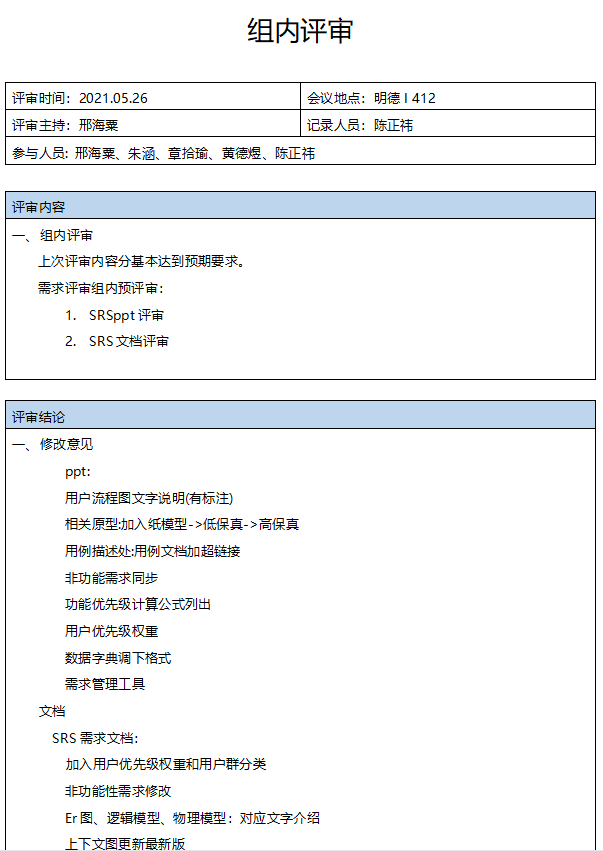 组内评审
评审时间：2021.05.26
会议地点：明德 I 412
评审主持：邢海粟
记录人员：陈正祎
参与人员：邢海粟、朱涵、章拾瑜、黄德煜、陈正祎
评审内容
一、组内评审
上次评审内容分基本达到预期要求。
需求评审组内预评审：
1. SRSppt 评审
2. SRS 文档评审
评审结论
一、修改意见
ppt：
用户流程图文字说明(有标注)
相关原型:加入纸模型->低保真->高保真
用例描述处:用例文档加超链接
非功能需求同步
功能优先级计算公式列出
用户优先级权重
数据字典调下格式
需求管理工具
文档
SRS 需求文档：
加入用户优先级权重和用户群分类
非功能性需求修改
Er 图、逻辑模型、物理模型：对应文字介绍
上下文图更新最新版